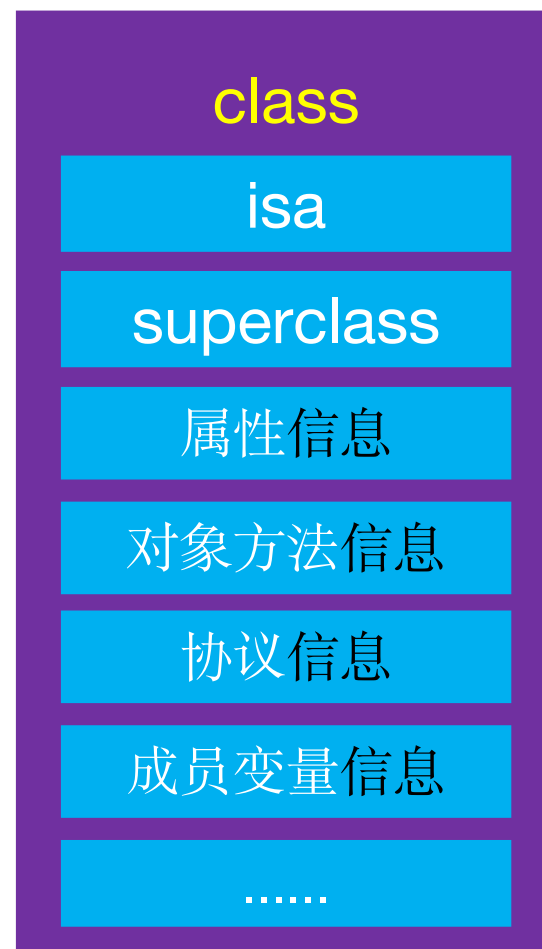 class
isa
superclass
属性信息
对象方法信息
协议信息
成员变量信息
......